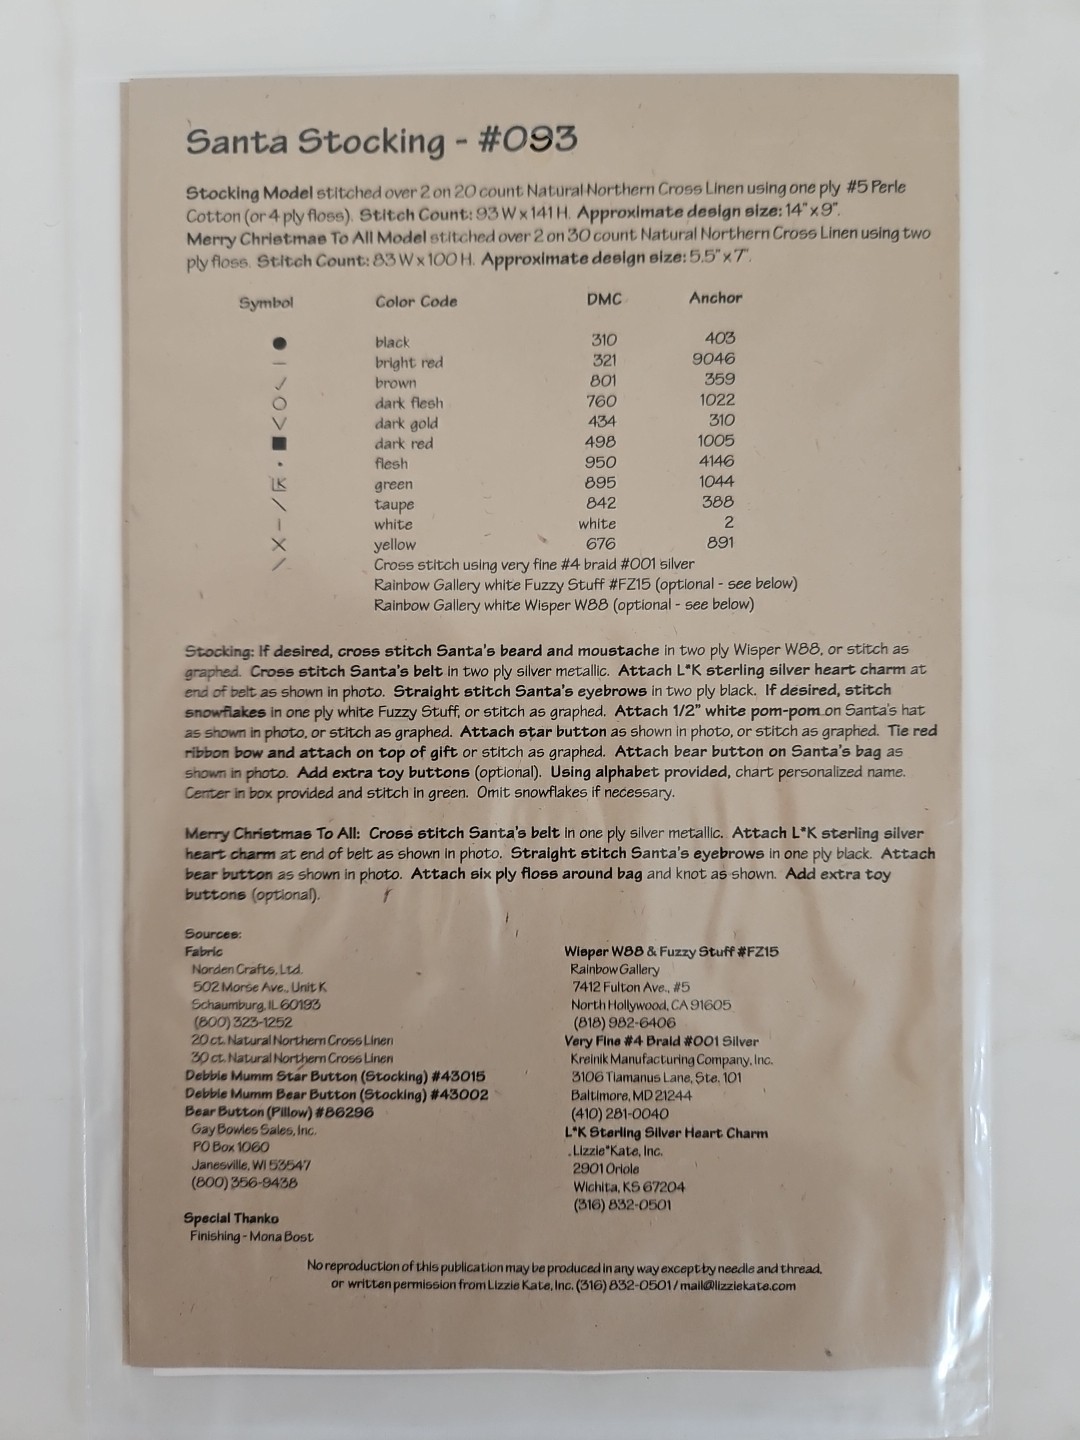 Santa Stocking - #093
Stocking Model stitched over 2 on 20 count Natural Northern Cross Linen using one ply #5 Perle
Cotton (or 4 ply floss). Stitch Count: 93 W x 141 H. Approximate design size: 14" x 9".
Merry Christmas To All Model stitched over 2 on 30 count Natural Northern Cross Linen using two
ply floss. Stitch Count: 83 W x 100 H. Approximate design size: 5.5" x 7".
Symbol Color Code DMC Anchor
● black 310 403
— bright red 321 9046
✓ brown 801 359
○ dark flesh 760 1022
V dark gold 434 310
■ dark red 498 1005
• flesh 950 4146
LK green 895 1044
\ taupe 842 388
| white white 2
X yellow 676 891
/ Cross stitch using very fine #4 braid #001 silver
Rainbow Gallery white Fuzzy Stuff #FZ15 (optional - see below)
Rainbow Gallery white Wisper W88 (optional - see below)
Stocking: If desired, cross stitch Santa's beard and moustache in two ply Wisper W88, or stitch as
graphed. Cross stitch Santa's belt in two ply silver metallic. Attach L*K sterling silver heart charm at
end of belt as shown in photo. Straight stitch Santa's eyebrows in two ply black. If desired, stitch
snowflakes in one ply white Fuzzy Stuff, or stitch as graphed. Attach 1/2" white pom-pom on Santa's hat
as shown in photo, or stitch as graphed. Attach star button as shown in photo, or stitch as graphed. Tie red
ribbon bow and attach on top of gift or stitch as graphed. Attach bear button on Santa's bag as
shown in photo. Add extra toy buttons (optional). Using alphabet provided, chart personalized name.
Center in box provided and stitch in green. Omit snowflakes if necessary.
Merry Christmas To All: Cross stitch Santa's belt in one ply silver metallic. Attach L*K sterling silver
heart charm at end of belt as shown in photo. Straight stitch Santa's eyebrows in one ply black. Attach
bear button as shown in photo. Attach six ply floss around bag and knot as shown. Add extra toy
buttons (optional).
Sources:
Fabric
Norden Crafts, Ltd.
502 Morse Ave., Unit K
Schaumburg, IL 60193
(800) 323-1252
20 ct. Natural Northern Cross Linen
30 ct. Natural Northern Cross Linen
Debbie Mumm Star Button (Stocking) #43015
Debbie Mumm Bear Button (Stocking) #43002
Bear Button (Pillow) #86296
Gay Bowles Sales, Inc.
PO Box 1060
Janesville, WI 53547
(800) 356-9438
Special Thanks
Finishing - Mona Bost
Wisper W88 & Fuzzy Stuff #FZ15
Rainbow Gallery
7412 Fulton Ave., #5
North Hollywood, CA 91605
(818) 982-6406
Very Fine #4 Braid #001 Silver
Kreinik Manufacturing Company, Inc.
3106 Timanus Lane, Ste. 101
Baltimore, MD 21244
(410) 281-0040
L*K Sterling Silver Heart Charm
Lizzie*Kate, Inc.
2901 Oriole
Wichita, KS 67204
(316) 832-0501
No reproduction of this publication may be produced in any way except by needle and thread,
or written permission from Lizzie Kate, Inc. (316) 832-0501 / mail@lizziekate.com